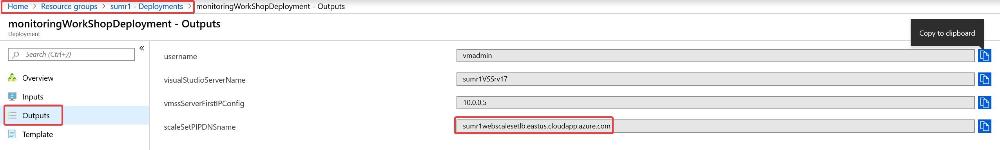 Home > Resource groups > sumr1 - Deployments > monitoringWorkShopDeployment - Outputs
monitoringWorkShopDeployment - Outputs
Deployment
Copy to clipboard
Search (Ctrl+/)
«
Overview
Inputs
Outputs
Template
username
vmadmin
visualStudioServerName
sumr1VSSrv17
vmssServerFirstIPConfig
10.0.0.5
scaleSetPIPDNSname
sumr1webscalesetlb.eastus.cloudapp.azure.com